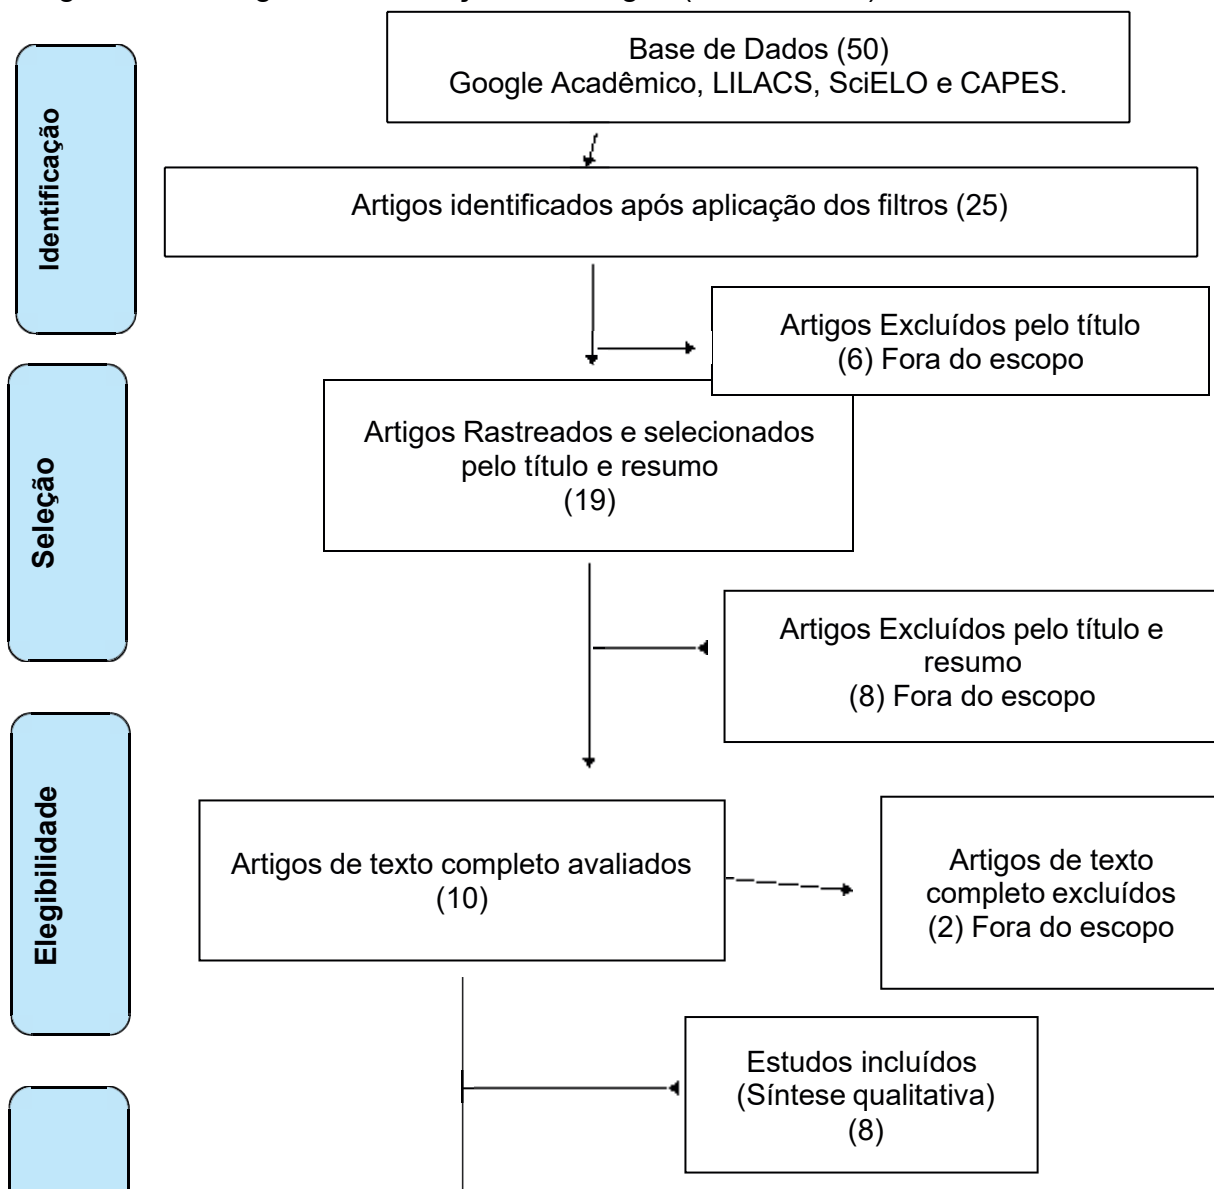 Base de Dados (50)
Google Acadêmico, LILACS, SciELO e CAPES.
Identificação
Artigos identificados após aplicação dos filtros (25)
Artigos Excluídos pelo título
(6) Fora do escopo
Seleção
Artigos Rastreados e selecionados
pelo título e resumo
(19)
Artigos Excluídos pelo título e
resumo
(8) Fora do escopo
Elegibilidade
Artigos de texto completo avaliados
(10)
Artigos de texto
completo excluídos
(2) Fora do escopo
Estudos incluídos
(Síntese qualitativa)
(8)